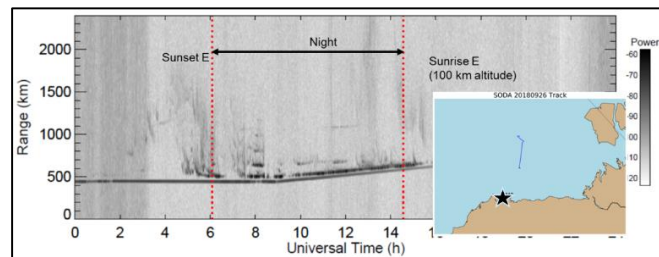 2000
1500
1000
500
0
Range (km)
Sunset E
Night
Sunrise E
(100 km altitude)
Power
-60
-70
-80
-90
SODA 20180926 Track
0 2 4 6 8 10 12 14
Universal Time (h)